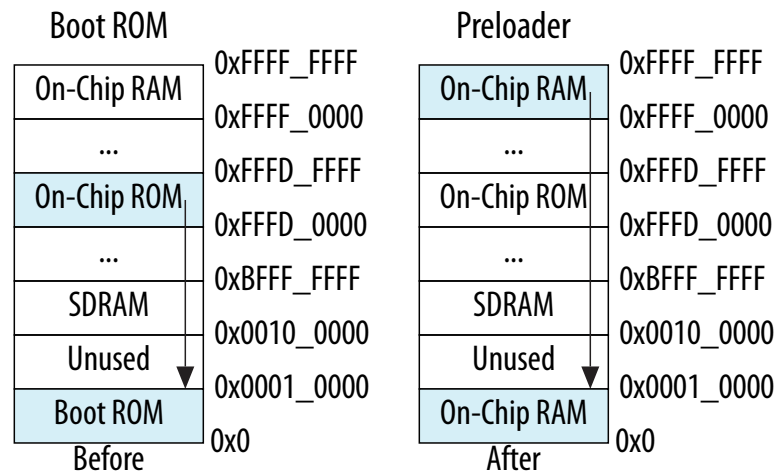 Boot ROM
0xFFFF_FFFF
On-Chip RAM
0xFFFF_0000
...
0xFFFD_FFFF
On-Chip ROM
0xFFFD_0000
...
0xBFFF_FFFF
SDRAM
0x0010_0000
Unused
0x0001_0000
Boot ROM
0x0
Before
Preloader
0xFFFF_FFFF
On-Chip RAM
0xFFFF_0000
...
0xFFFD_FFFF
On-Chip ROM
0xFFFD_0000
...
0xBFFF_FFFF
SDRAM
0x0010_0000
Unused
0x0001_0000
On-Chip RAM
0x0
After